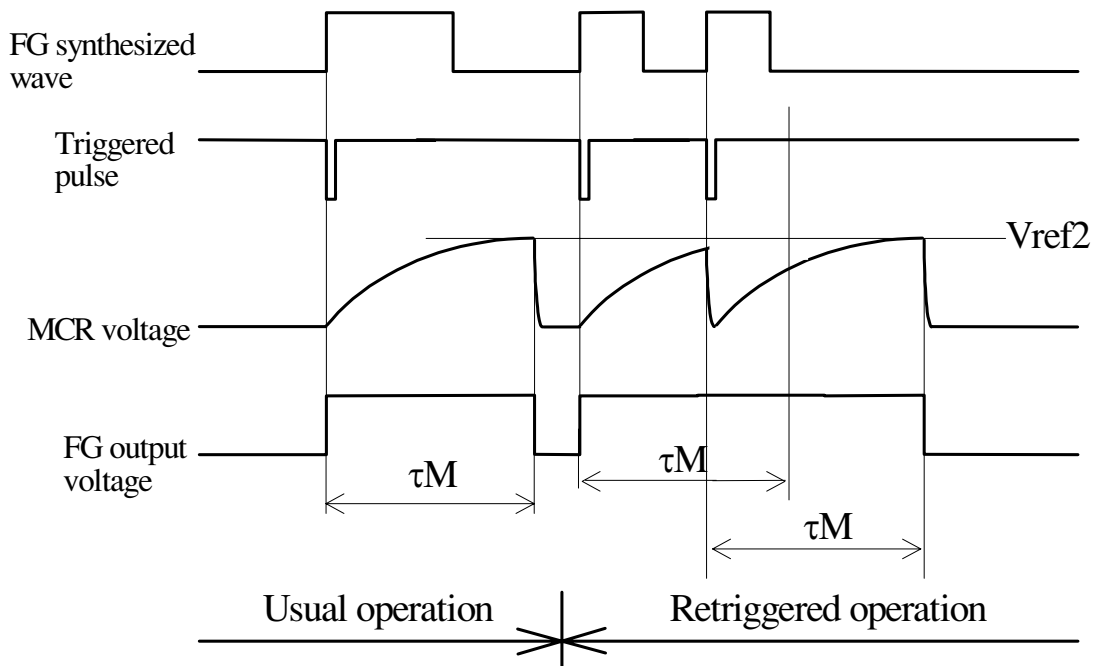 FG synthesized
wave
Triggered
pulse
Vref2
MCR voltage
FG output
voltage
τM
τM
τM
Usual operation
Retriggered operation